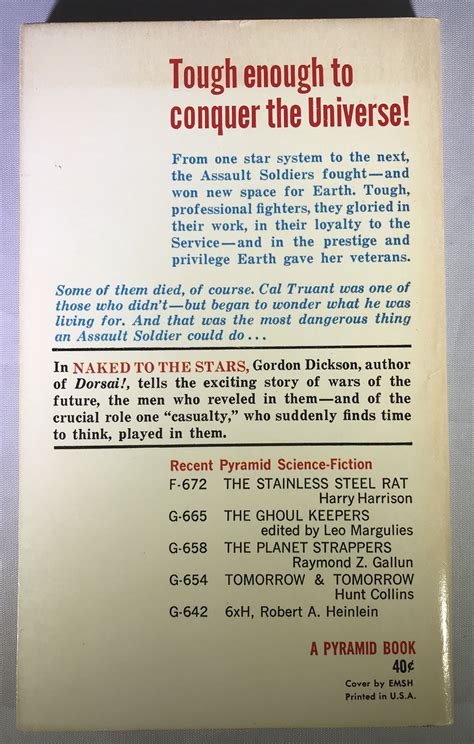 Tough enough to
conquer the Universe!
From one star system to the next,
the Assault Soldiers fought—and
won new space for Earth. Tough,
professional fighters, they gloried in
their work, in their loyalty to the
Service—and in the prestige and
privilege Earth gave her veterans.
Some of them died, of course. Cal Truant was one of
those who didn't—but began to wonder what he was
living for. And that was the most dangerous thing
an Assault Soldier could do . . .
In NAKED TO THE STARS, Gordon Dickson, author
of Dorsai!, tells the exciting story of wars of the
future, the men who reveled in them—and of the
crucial role one "casualty," who suddenly finds time
to think, played in them.
Recent Pyramid Science-Fiction
F-672 THE STAINLESS STEEL RAT
Harry Harrison
G-665 THE GHOUL KEEPERS
edited by Leo Margulies
G-658 THE PLANET STRAPPERS
Raymond Z. Gallun
G-654 TOMORROW & TOMORROW
Hunt Collins
G-642 6xH, Robert A. Heinlein
A PYRAMID BOOK
40¢
Cover by EMSH
Printed in U.S.A.